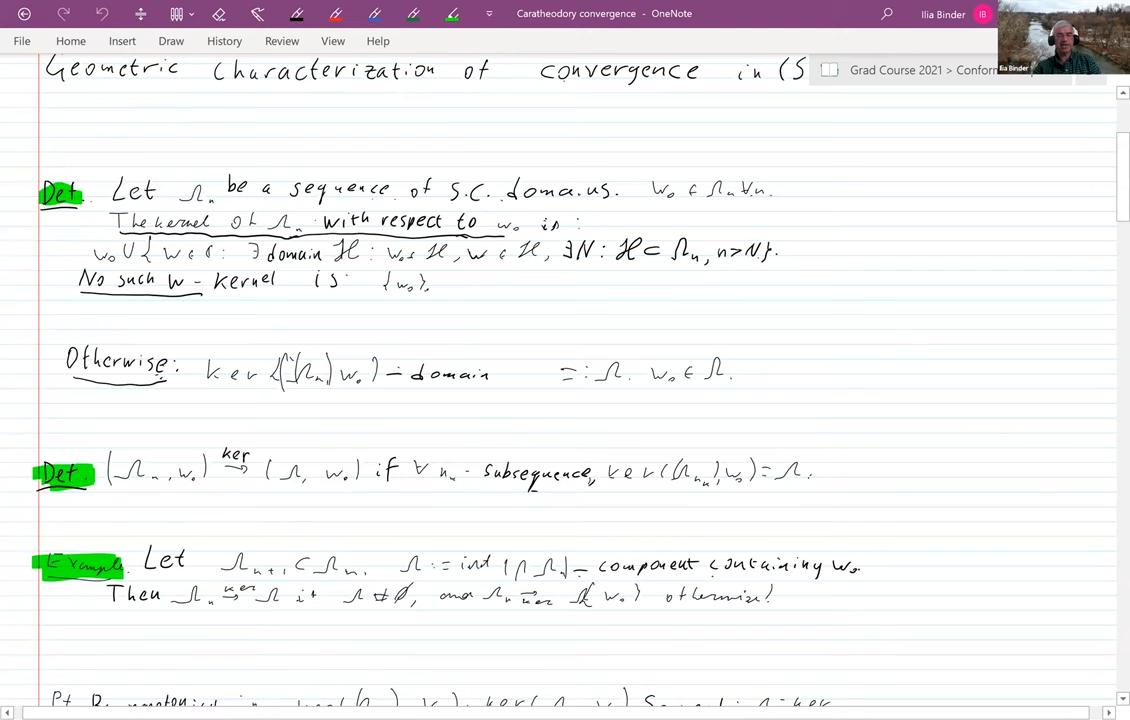 Caratheodory convergence - OneNote
Ilia Binder
IB
File Home Insert Draw History Review View Help
Geometric characterization of convergence in (S
Grad Course 2021 > Conform
Ilia Binder
Def. Let Ωₙ be a sequence of s.c. domains. w₀ ∈ Ωₙ ∀n.
The kernel of Ωₙ with respect to w₀ is:
w₀ ∪ { w ∈ ℂ : ∃ domain ℋ : w₀ ∈ ℋ, w ∈ ℋ, ∃N : ℋ ⊂ Ωₙ, n > N }.
No such w - kernel is {w₀}.
Otherwise: ker ((Ωₙ), w₀) - domain =: Ω. w₀ ∈ Ω.
Def. (Ωₙ, w₀) →ker (Ω, w₀) if ∀ nₖ - subsequence, ker((Ωₙₖ), w₀) = Ω.
Example. Let Ωₙ₊₁ ⊂ Ωₙ. Ω := int (∩ Ωₙ) - component containing w₀.
Then Ωₙ →ker Ω if Ω ≠ ∅, and Ωₙ →ker {w₀} otherwise!